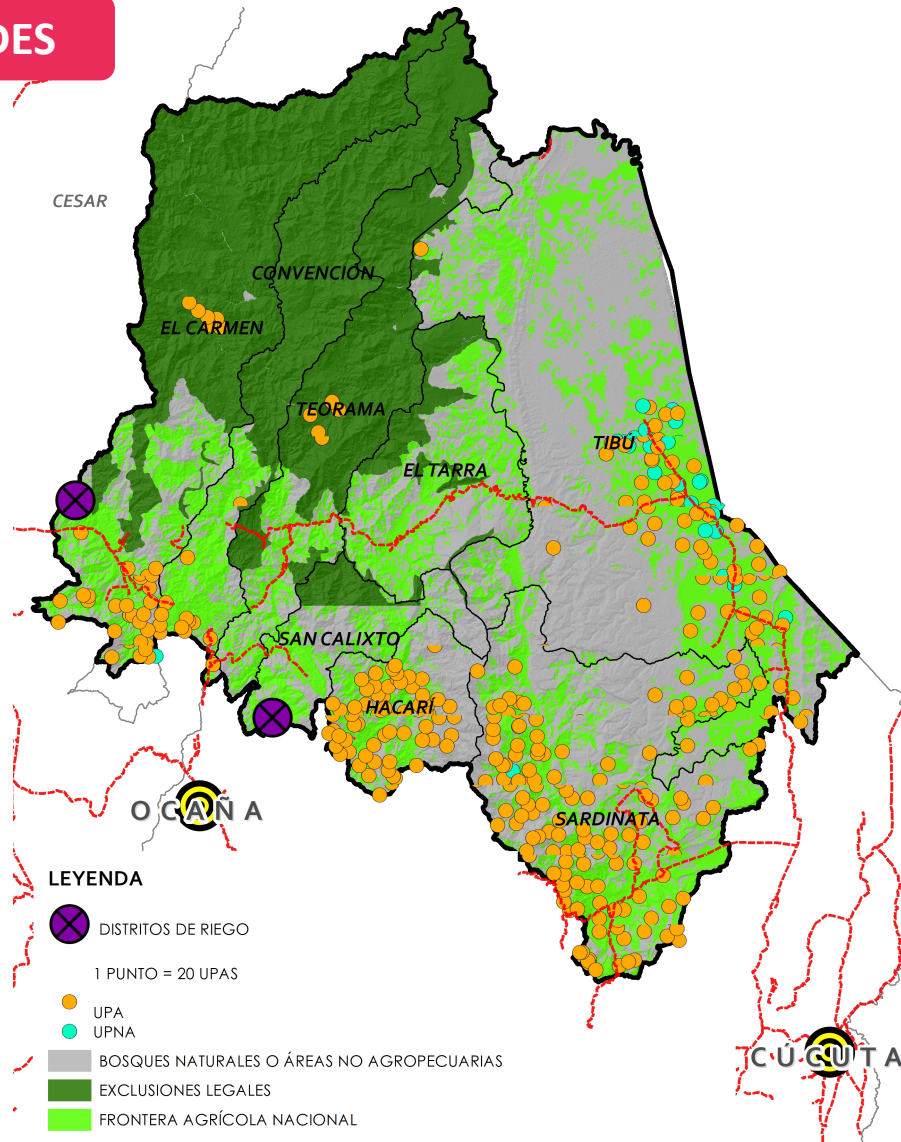 DES
CESAR
CONVENCIÓN
EL CARMEN
TEORAMA
TIBÚ
EL TARRA
SAN CALIXTO
HACARÍ
OCAÑA
SARDINATA
LEYENDA
DISTRITOS DE RIEGO
1 PUNTO = 20 UPAS
UPA
UPNA
BOSQUES NATURALES O ÁREAS NO AGROPECUARIAS
CÚCUTA
EXCLUSIONES LEGALES
FRONTERA AGRÍCOLA NACIONAL